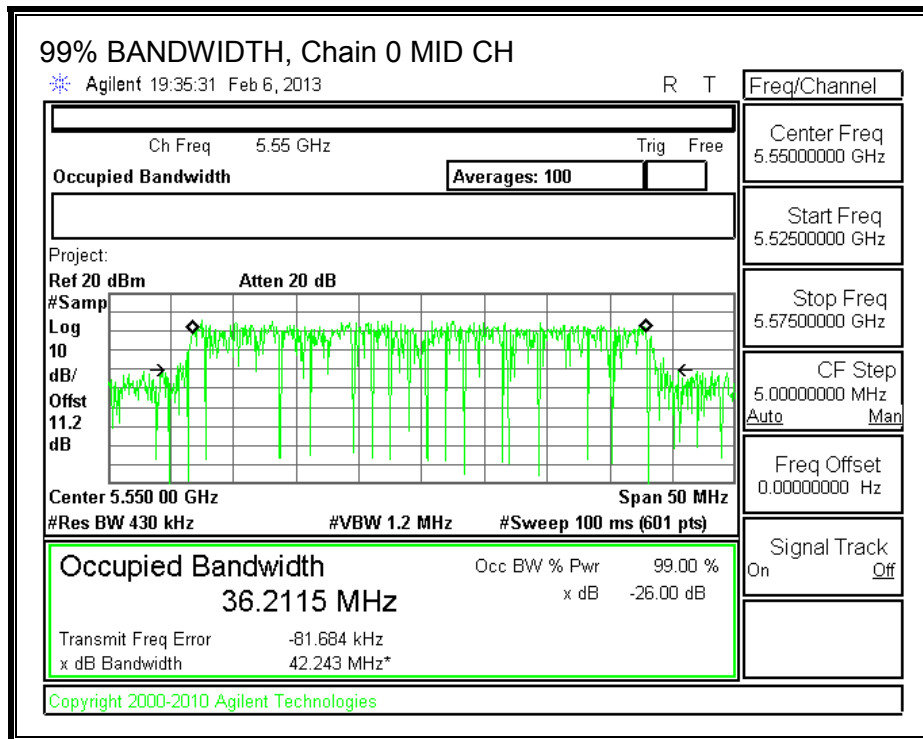 99% BANDWIDTH, Chain 0 MID CH
Agilent 19:35:31 Feb 6, 2013 R T
Freq/Channel
Ch Freq 5.55 GHz Trig Free
Occupied Bandwidth Averages: 100
Center Freq
5.55000000 GHz
Start Freq
5.52500000 GHz
Stop Freq
5.57500000 GHz
CF Step
5.00000000 MHz
Auto Man
Freq Offset
0.00000000 Hz
Signal Track
On Off
Project:
Ref 20 dBm Atten 20 dB
#Samp
Log
10
dB/
Offst
11.2
dB
Center 5.550 00 GHz Span 50 MHz
#Res BW 430 kHz #VBW 1.2 MHz #Sweep 100 ms (601 pts)
Occupied Bandwidth Occ BW % Pwr 99.00 %
36.2115 MHz x dB -26.00 dB
Transmit Freq Error -81.684 kHz
x dB Bandwidth 42.243 MHz*
Copyright 2000-2010 Agilent Technologies